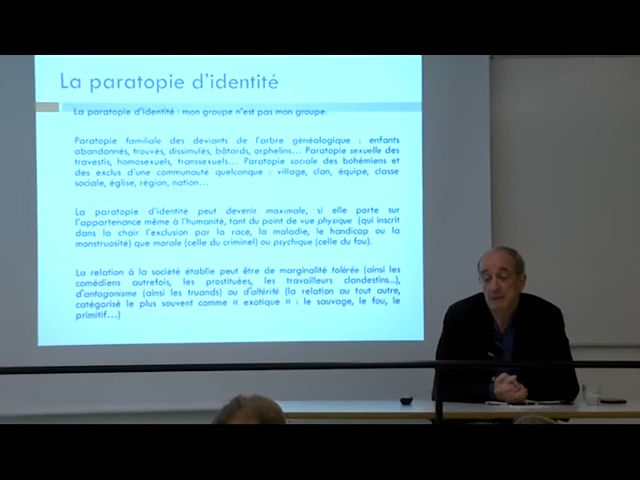 La paratopie d'identité
La paratopie d'identité : mon groupe n'est pas mon groupe.
Paratopie familiale des déviants de l'arbre généalogique : enfants
abandonnés, trouvés, dissimulés, bâtards, orphelins... Paratopie sexuelle des
travestis, homosexuels, transsexuels... Paratopie sociale des bohémiens et
des exclus d'une communauté quelconque : village, clan, équipe, classe
sociale, église, région, nation...
La paratopie d'identité peut devenir maximale, si elle porte sur
l'appartenance même à l'humanité, tant du point de vue physique (qui inscrit
dans la chair l'exclusion par la race, la maladie, le handicap ou la
monstruosité) que morale (celle du criminel) ou psychique (celle du fou).
La relation à la société établie peut être de marginalité tolérée (ainsi les
comédiens autrefois, les prostituées, les travailleurs clandestins...),
d'antagonisme (ainsi les truands) ou d'altérité (la relation au tout autre,
catégorisé le plus souvent comme « exotique » : le sauvage, le fou, le
primitif...)